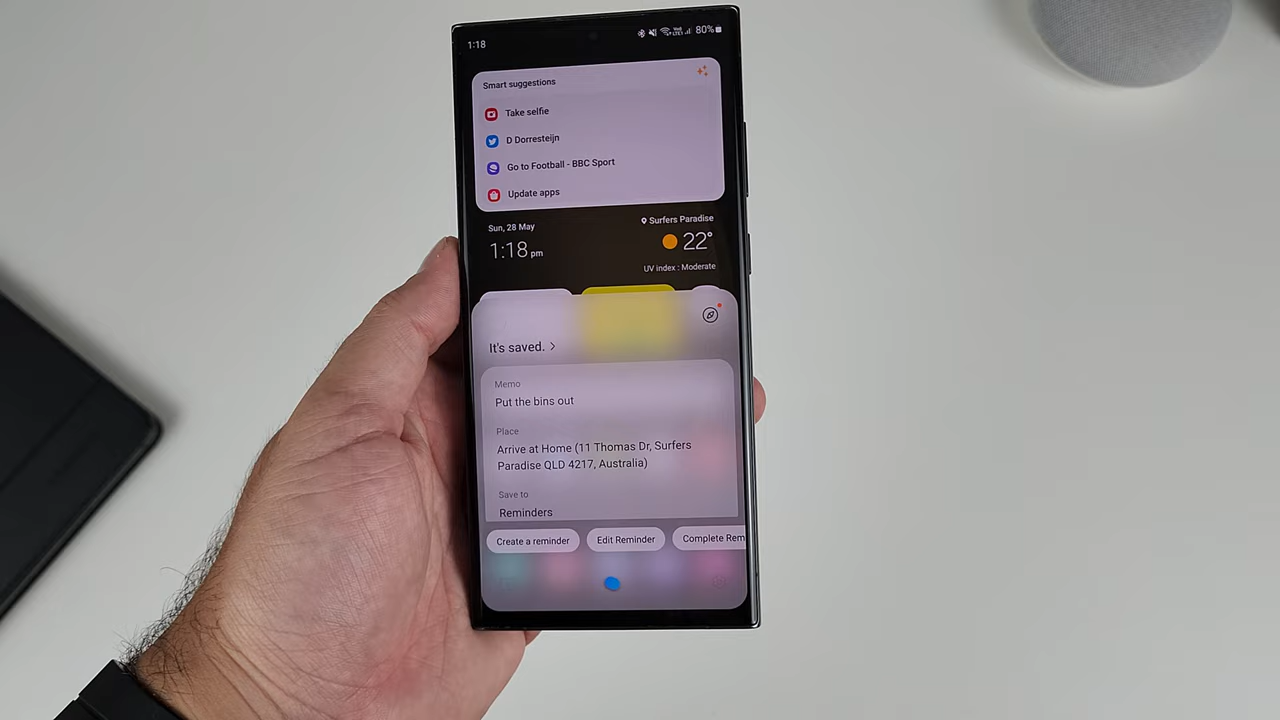 1:18
80%
Smart suggestions
Take selfie
D Dorresteijn
Go to Football - BBC Sport
Update apps
Sun, 28 May
Surfers Paradise
1:18 pm
22°
UV index : Moderate
It's saved. >
Memo
Put the bins out
Place
Arrive at Home (11 Thomas Dr, Surfers
Paradise QLD 4217, Australia)
Save to
Reminders
Create a reminder
Edit Reminder
Complete Rem